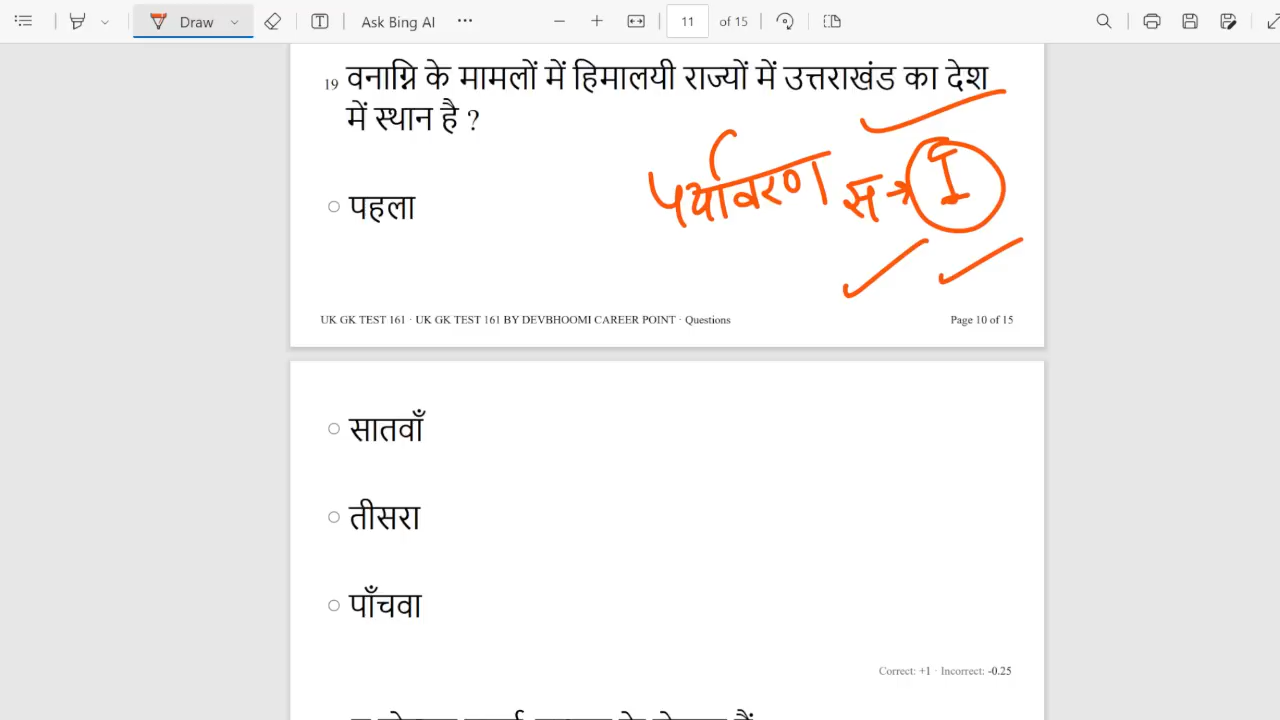 Draw
Ask Bing AI
11 of 15
19 वनाग्नि के मामलों में हिमालयी राज्यों में उत्तराखंड का देश
में स्थान है ?
पर्यावरण स → I
पहला
UK GK TEST 161 · UK GK TEST 161 BY DEVBHOOMI CAREER POINT · Questions
Page 10 of 15
सातवाँ
तीसरा
पाँचवा
Correct: +1 · Incorrect: -0.25